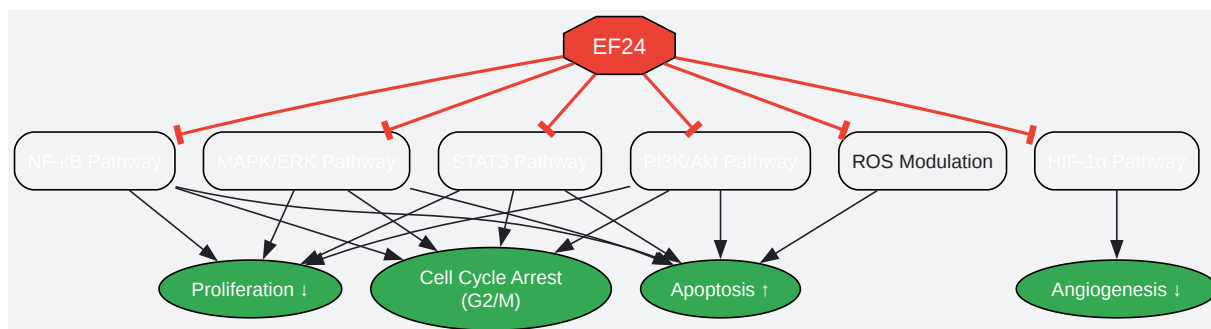 EF24
NF-κB Pathway
MAPK/ERK Pathway
STAT3 Pathway
PI3K/Akt Pathway
ROS Modulation
HIF-1α Pathway
Proliferation ↓
Cell Cycle Arrest
(G2/M)
Apoptosis ↑
Angiogenesis ↓